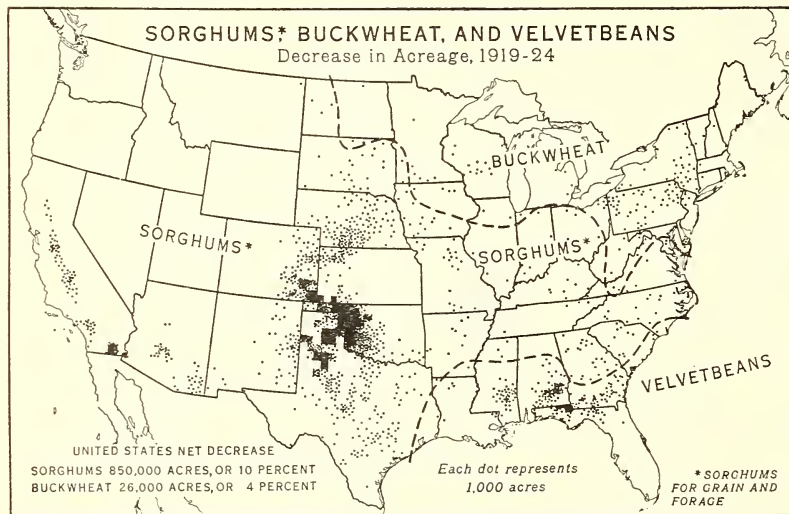 SORGHUMS,* BUCKWHEAT, AND VELVETBEANS
Decrease in Acreage, 1919-24
BUCKWHEAT
SORGHUMS*
SORGHUMS*
VELVETBEANS
UNITED STATES NET DECREASE
SORGHUMS 850,000 ACRES, OR 10 PERCENT
BUCKWHEAT 26,000 ACRES, OR 4 PERCENT
Each dot represents
1,000 acres
*SORGHUMS
FOR GRAIN AND
FORAGE